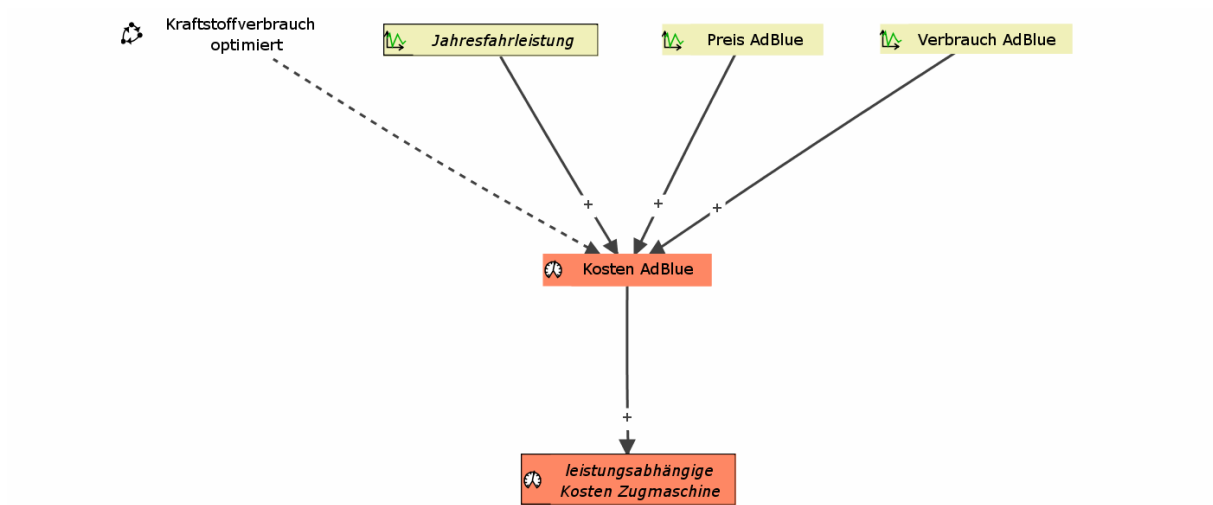 Kraftstoffverbrauch
optimiert
Jahresfahrleistung
Preis AdBlue
Verbrauch AdBlue
+
+
+
Kosten AdBlue
+
leistungsabhängige
Kosten Zugmaschine